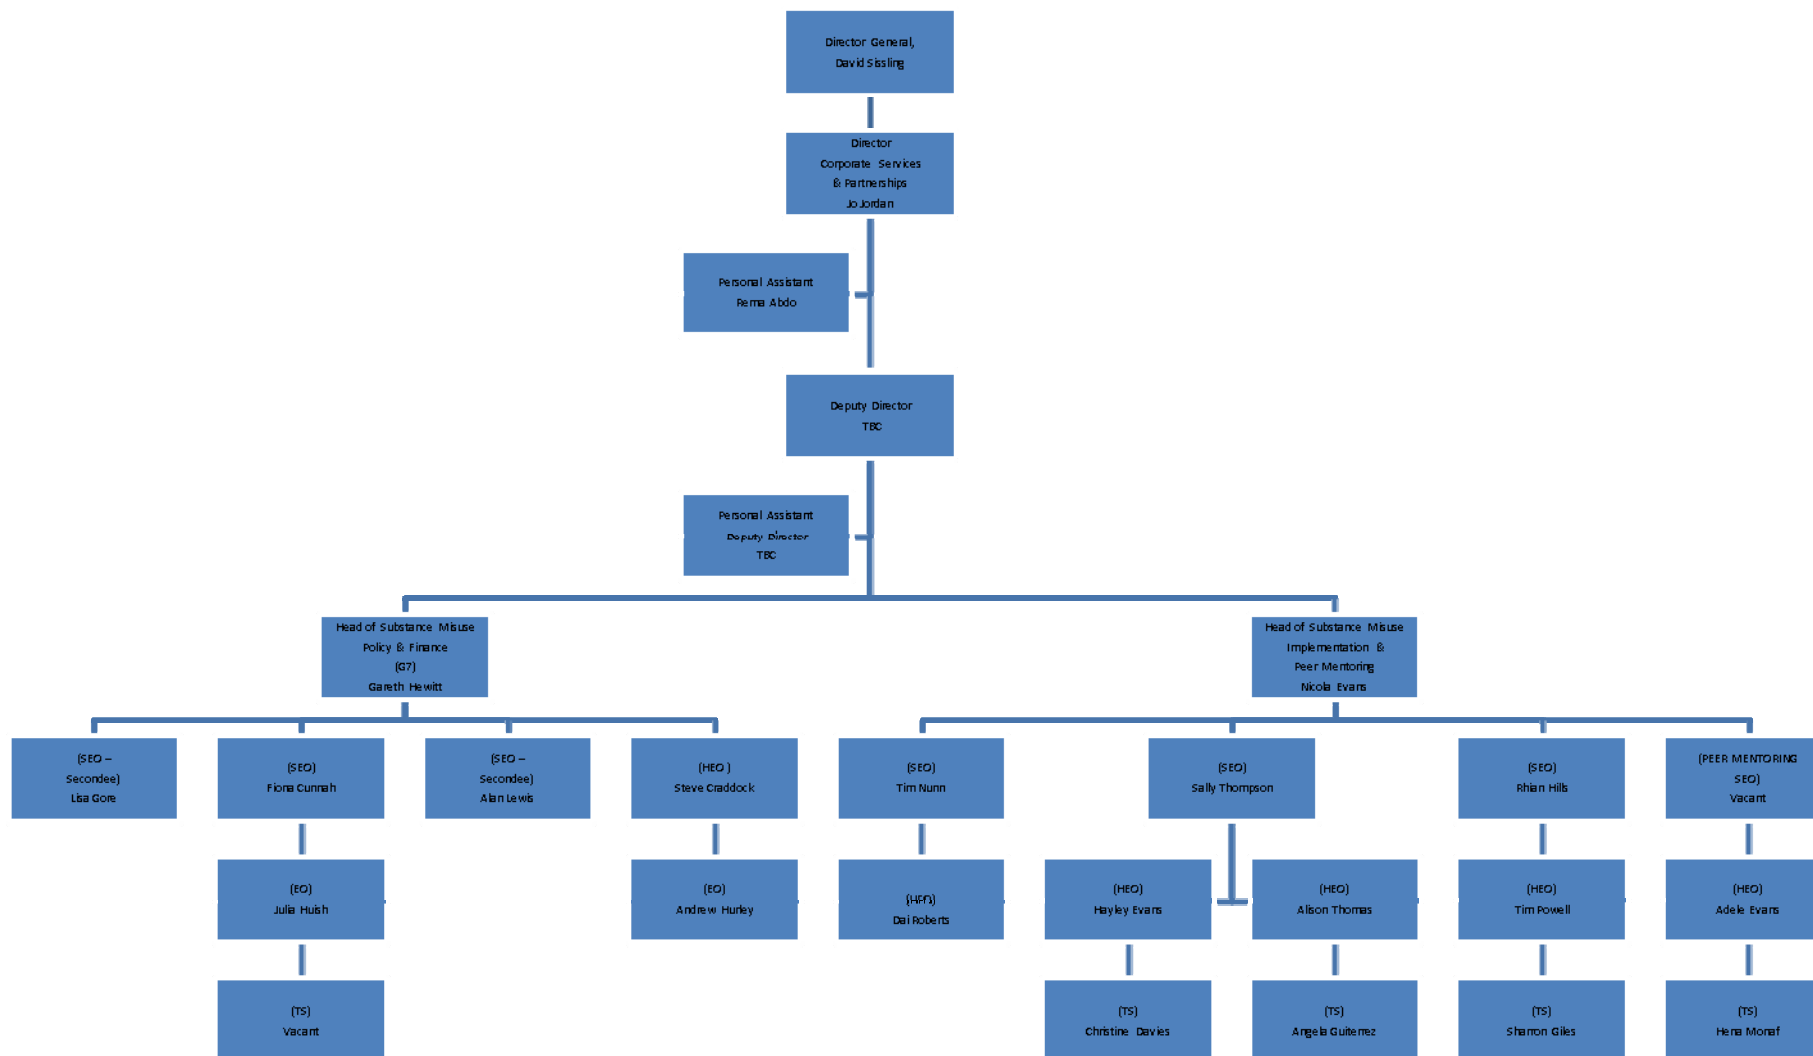 Director General,
David Sissling
Director
Corporate Services
& Partnerships
Jo Jordan
Personal Assistant
Rema Abdo
Deputy Director
TBC
Personal Assistant
Deputy Director
TBC
Head of Substance Misuse
Policy & Finance
(G7)
Gareth Hewitt
Head of Substance Misuse
Implementation &
Peer Mentoring
Nicola Evans
(SEO –
Secondee)
Lisa Gore
(SEO)
Fiona Cunnah
(SEO –
Secondee)
Alan Lewis
(HEO )
Steve Craddock
(SEO)
Tim Nunn
(SEO)
Sally Thompson
(SEO)
Rhian Hills
(PEER MENTORING
SEO)
Vacant
(EO)
Julia Huish
(EO)
Andrew Hurley
(HEO)
Dai Roberts
(HEO)
Hayley Evans
(HEO)
Alison Thomas
(HEO)
Tim Powell
(HEO)
Adele Evans
(TS)
Vacant
(TS)
Christine Davies
(TS)
Angela Guiterrez
(TS)
Sharron Giles
(TS)
Hena Monaf